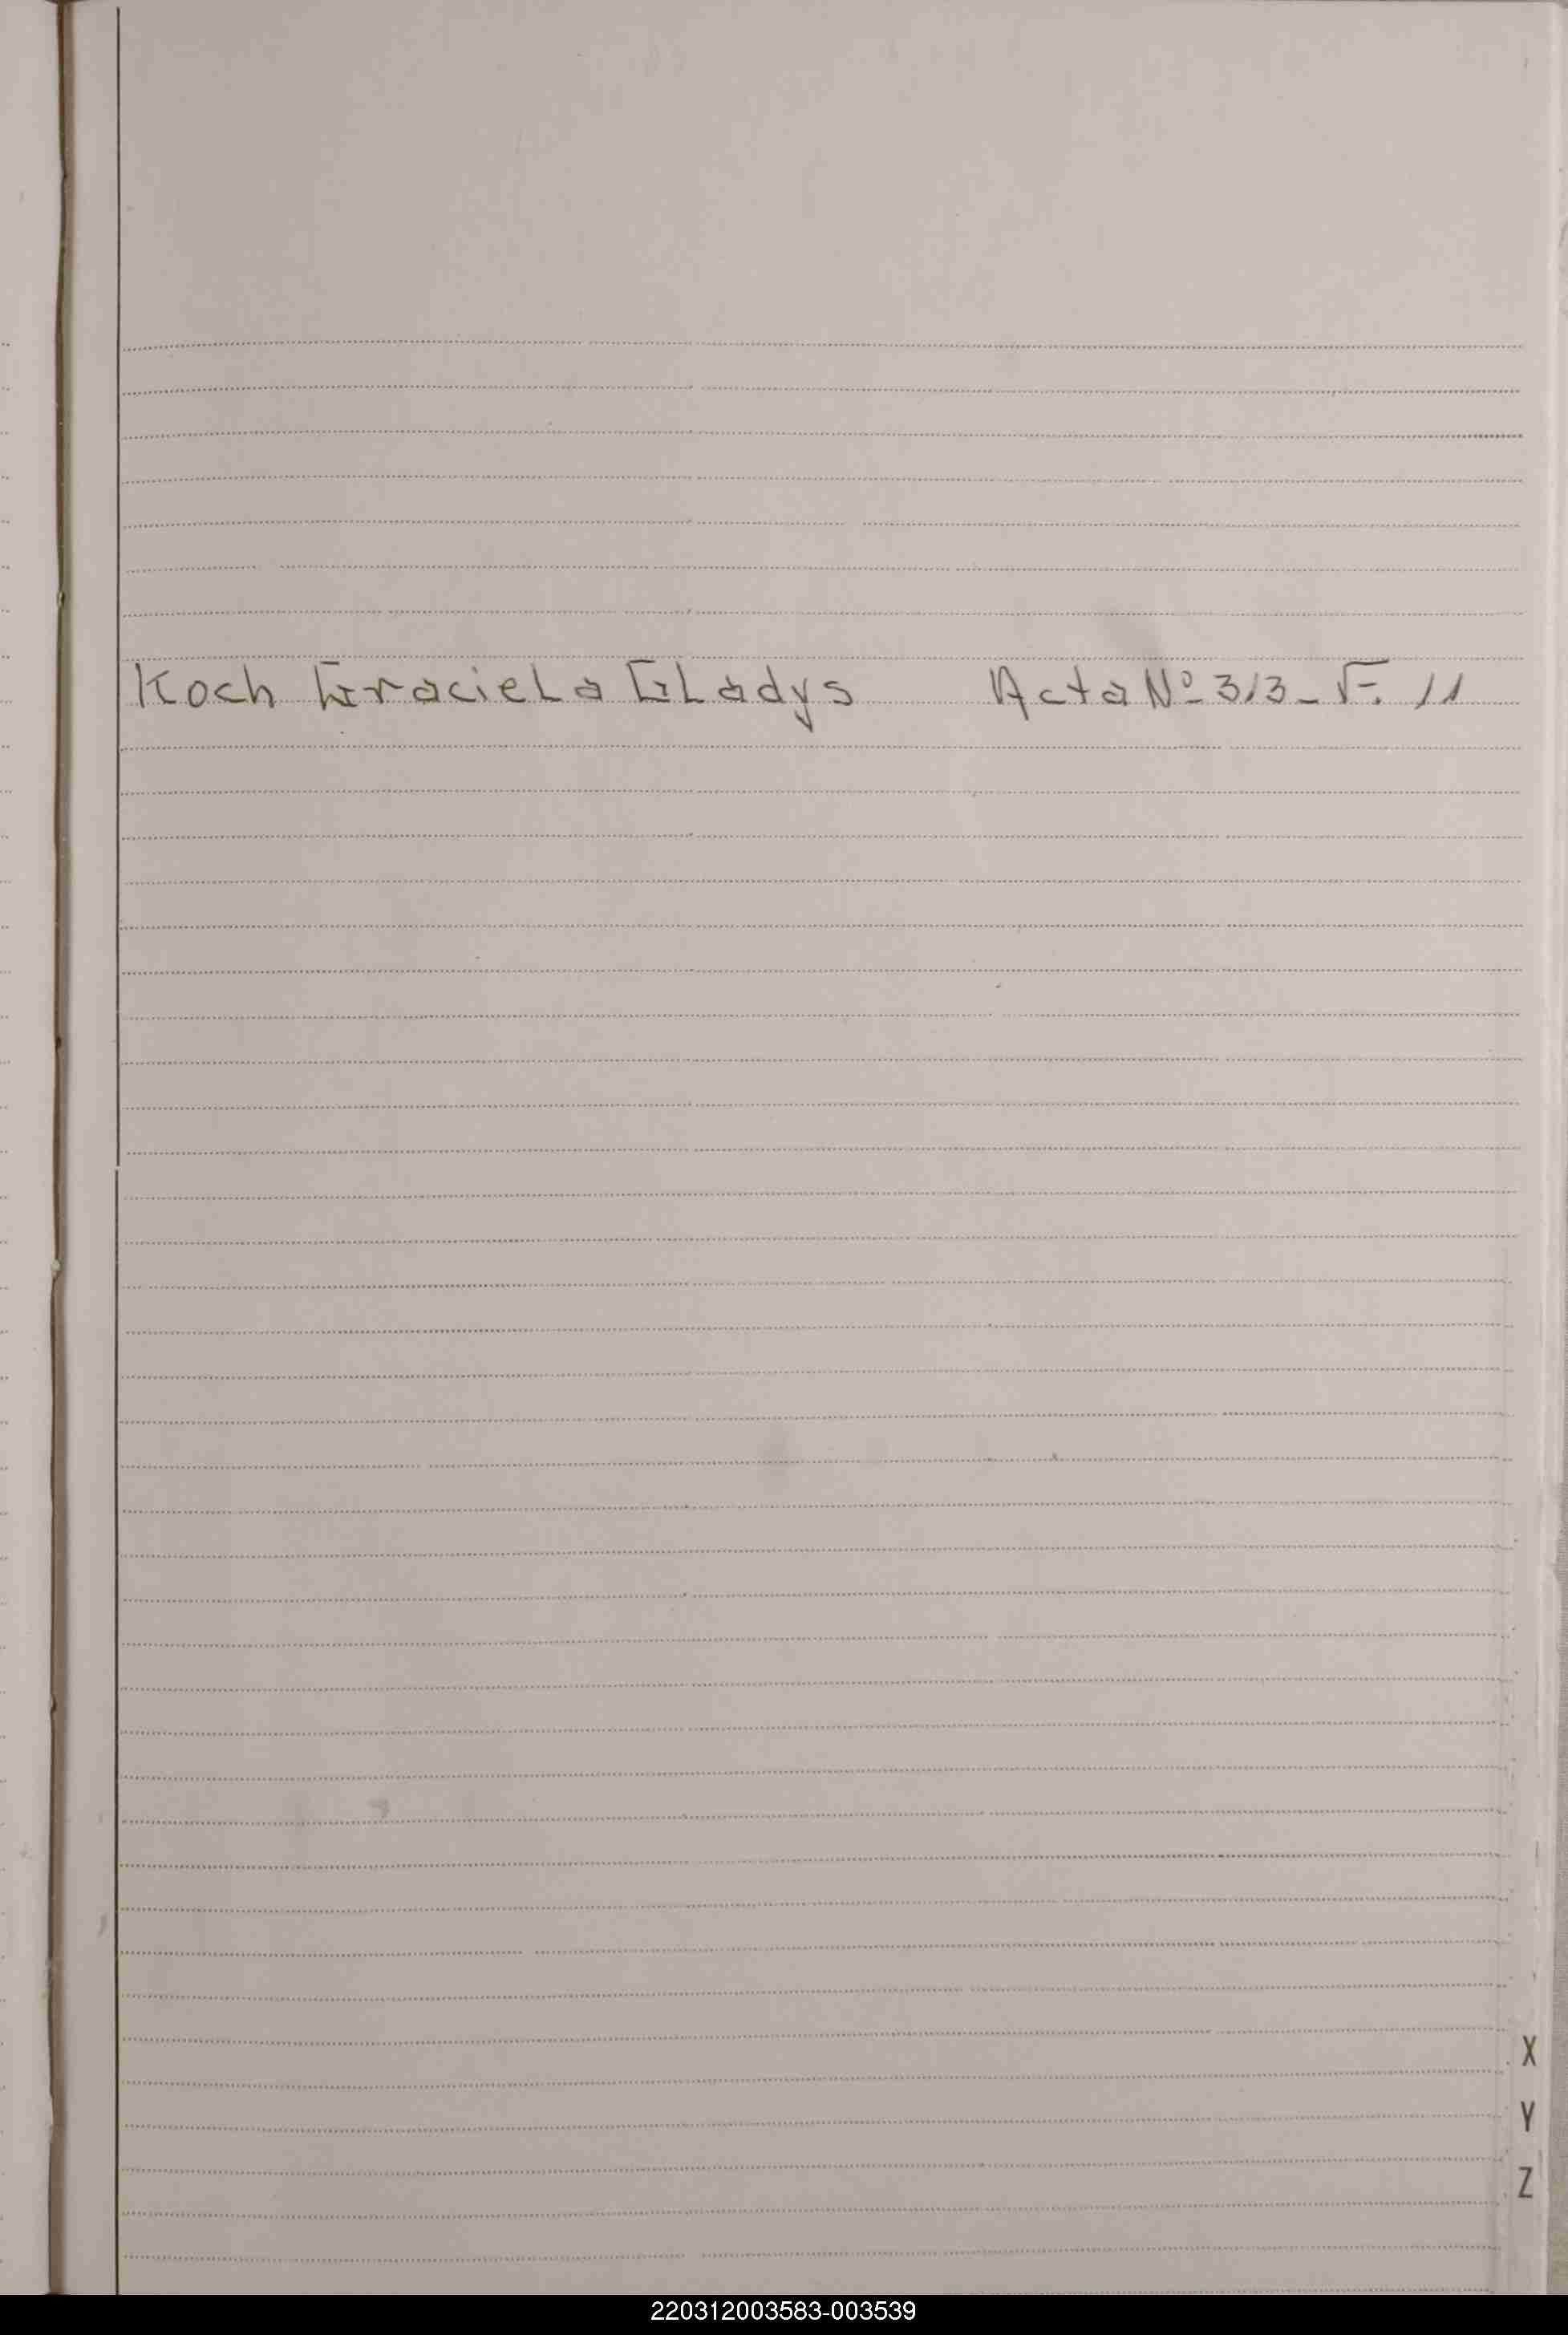 Koch Graciela Gladys Acta Nº 313 - F. 11
X
Y
Z
220312003583-003539